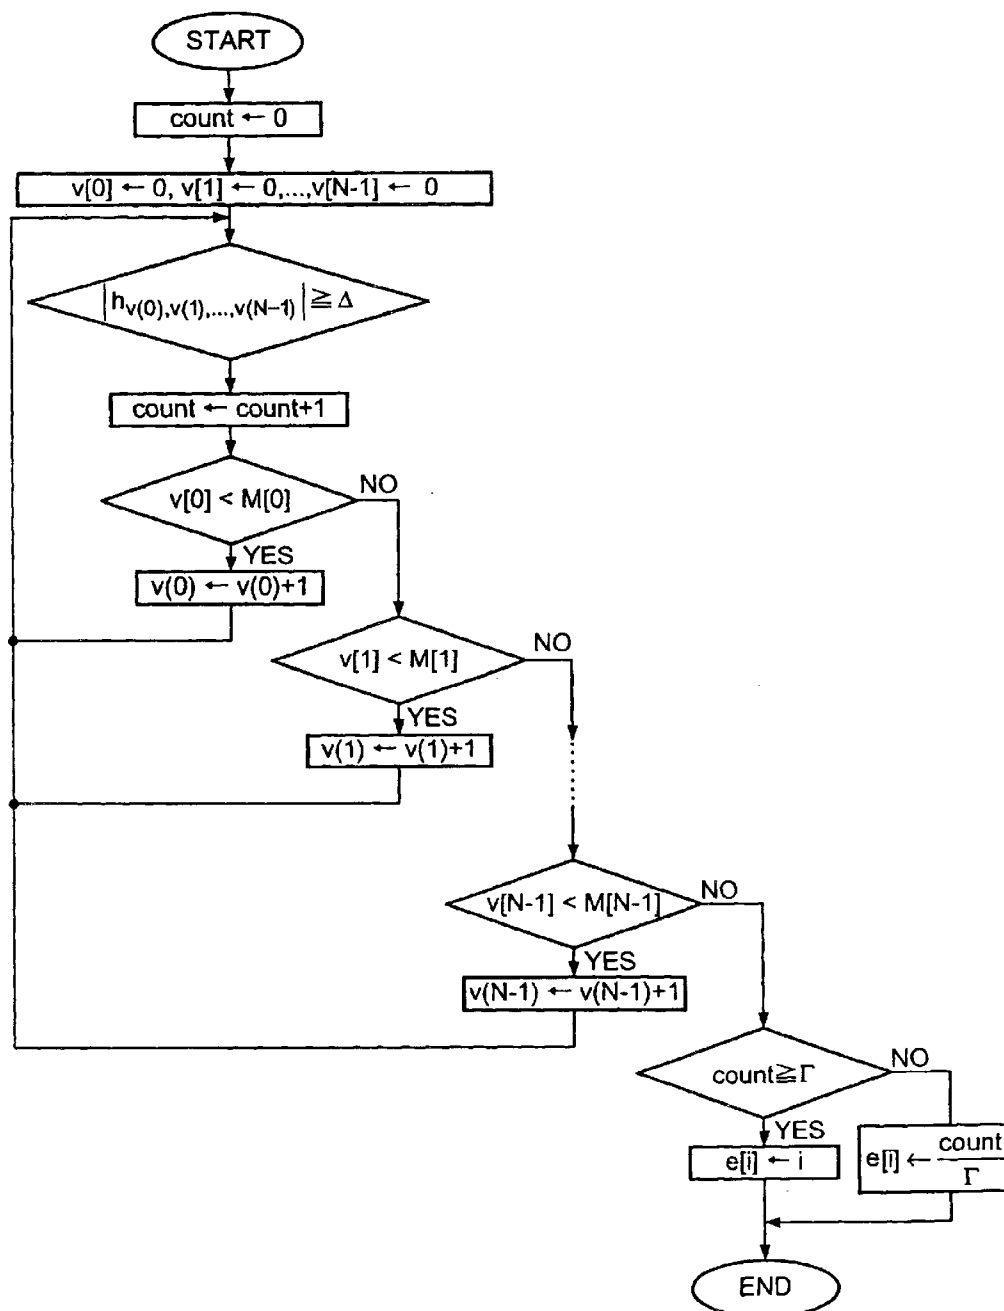 START
count ← 0
v[0] ← 0, v[1] ← 0,...,v[N-1] ← 0
|h_v(0),v(1),...,v(N−1)| ≧ Δ
count ← count+1
v[0] < M[0]
NO
YES
v(0) ← v(0)+1
v[1] < M[1]
NO
YES
v(1) ← v(1)+1
v[N-1] < M[N-1]
NO
YES
v(N-1) ← v(N-1)+1
count≧Γ
NO
YES
e[i] ← i
e[i] ← count/Γ
END